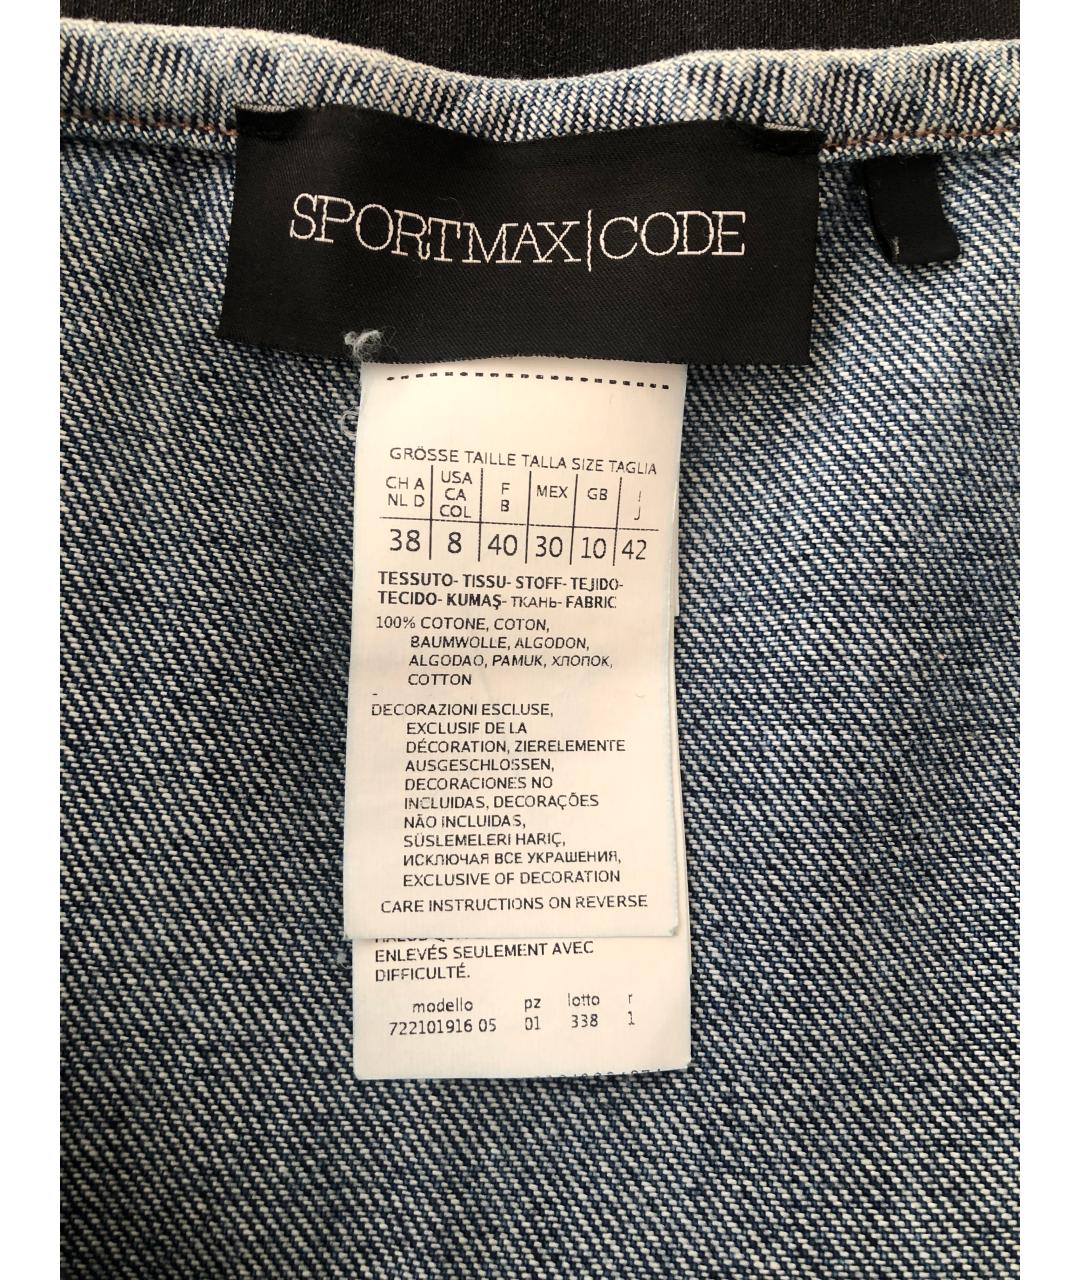 SPORTMAX|CODE
GRÖSSE TAILLE TALLA SIZE TAGLIA
CH A NL D | USA CA COL | F B | MEX | GB | I J
38 | 8 | 40 | 30 | 10 | 42
TESSUTO- TISSU- STOFF- TEJIDO-
TECIDO- KUMAŞ- ТКАНЬ- FABRIC
100% COTONE, COTON,
BAUMWOLLE, ALGODON,
ALGODAO, PAMUK, ХЛОПОК,
COTTON
-
DECORAZIONI ESCLUSE,
EXCLUSIF DE LA
DÉCORATION, ZIERELEMENTE
AUSGESCHLOSSEN,
DECORACIONES NO
INCLUIDAS, DECORAÇÕES
NÃO INCLUIDAS,
SÜSLEMELERI HARIÇ,
ИСКЛЮЧАЯ ВСЕ УКРАШЕНИЯ,
EXCLUSIVE OF DECORATION
CARE INSTRUCTIONS ON REVERSE
ENLEVÉS SEULEMENT AVEC
DIFFICULTÉ.
modello pz lotto r
722101916 05 01 338 1